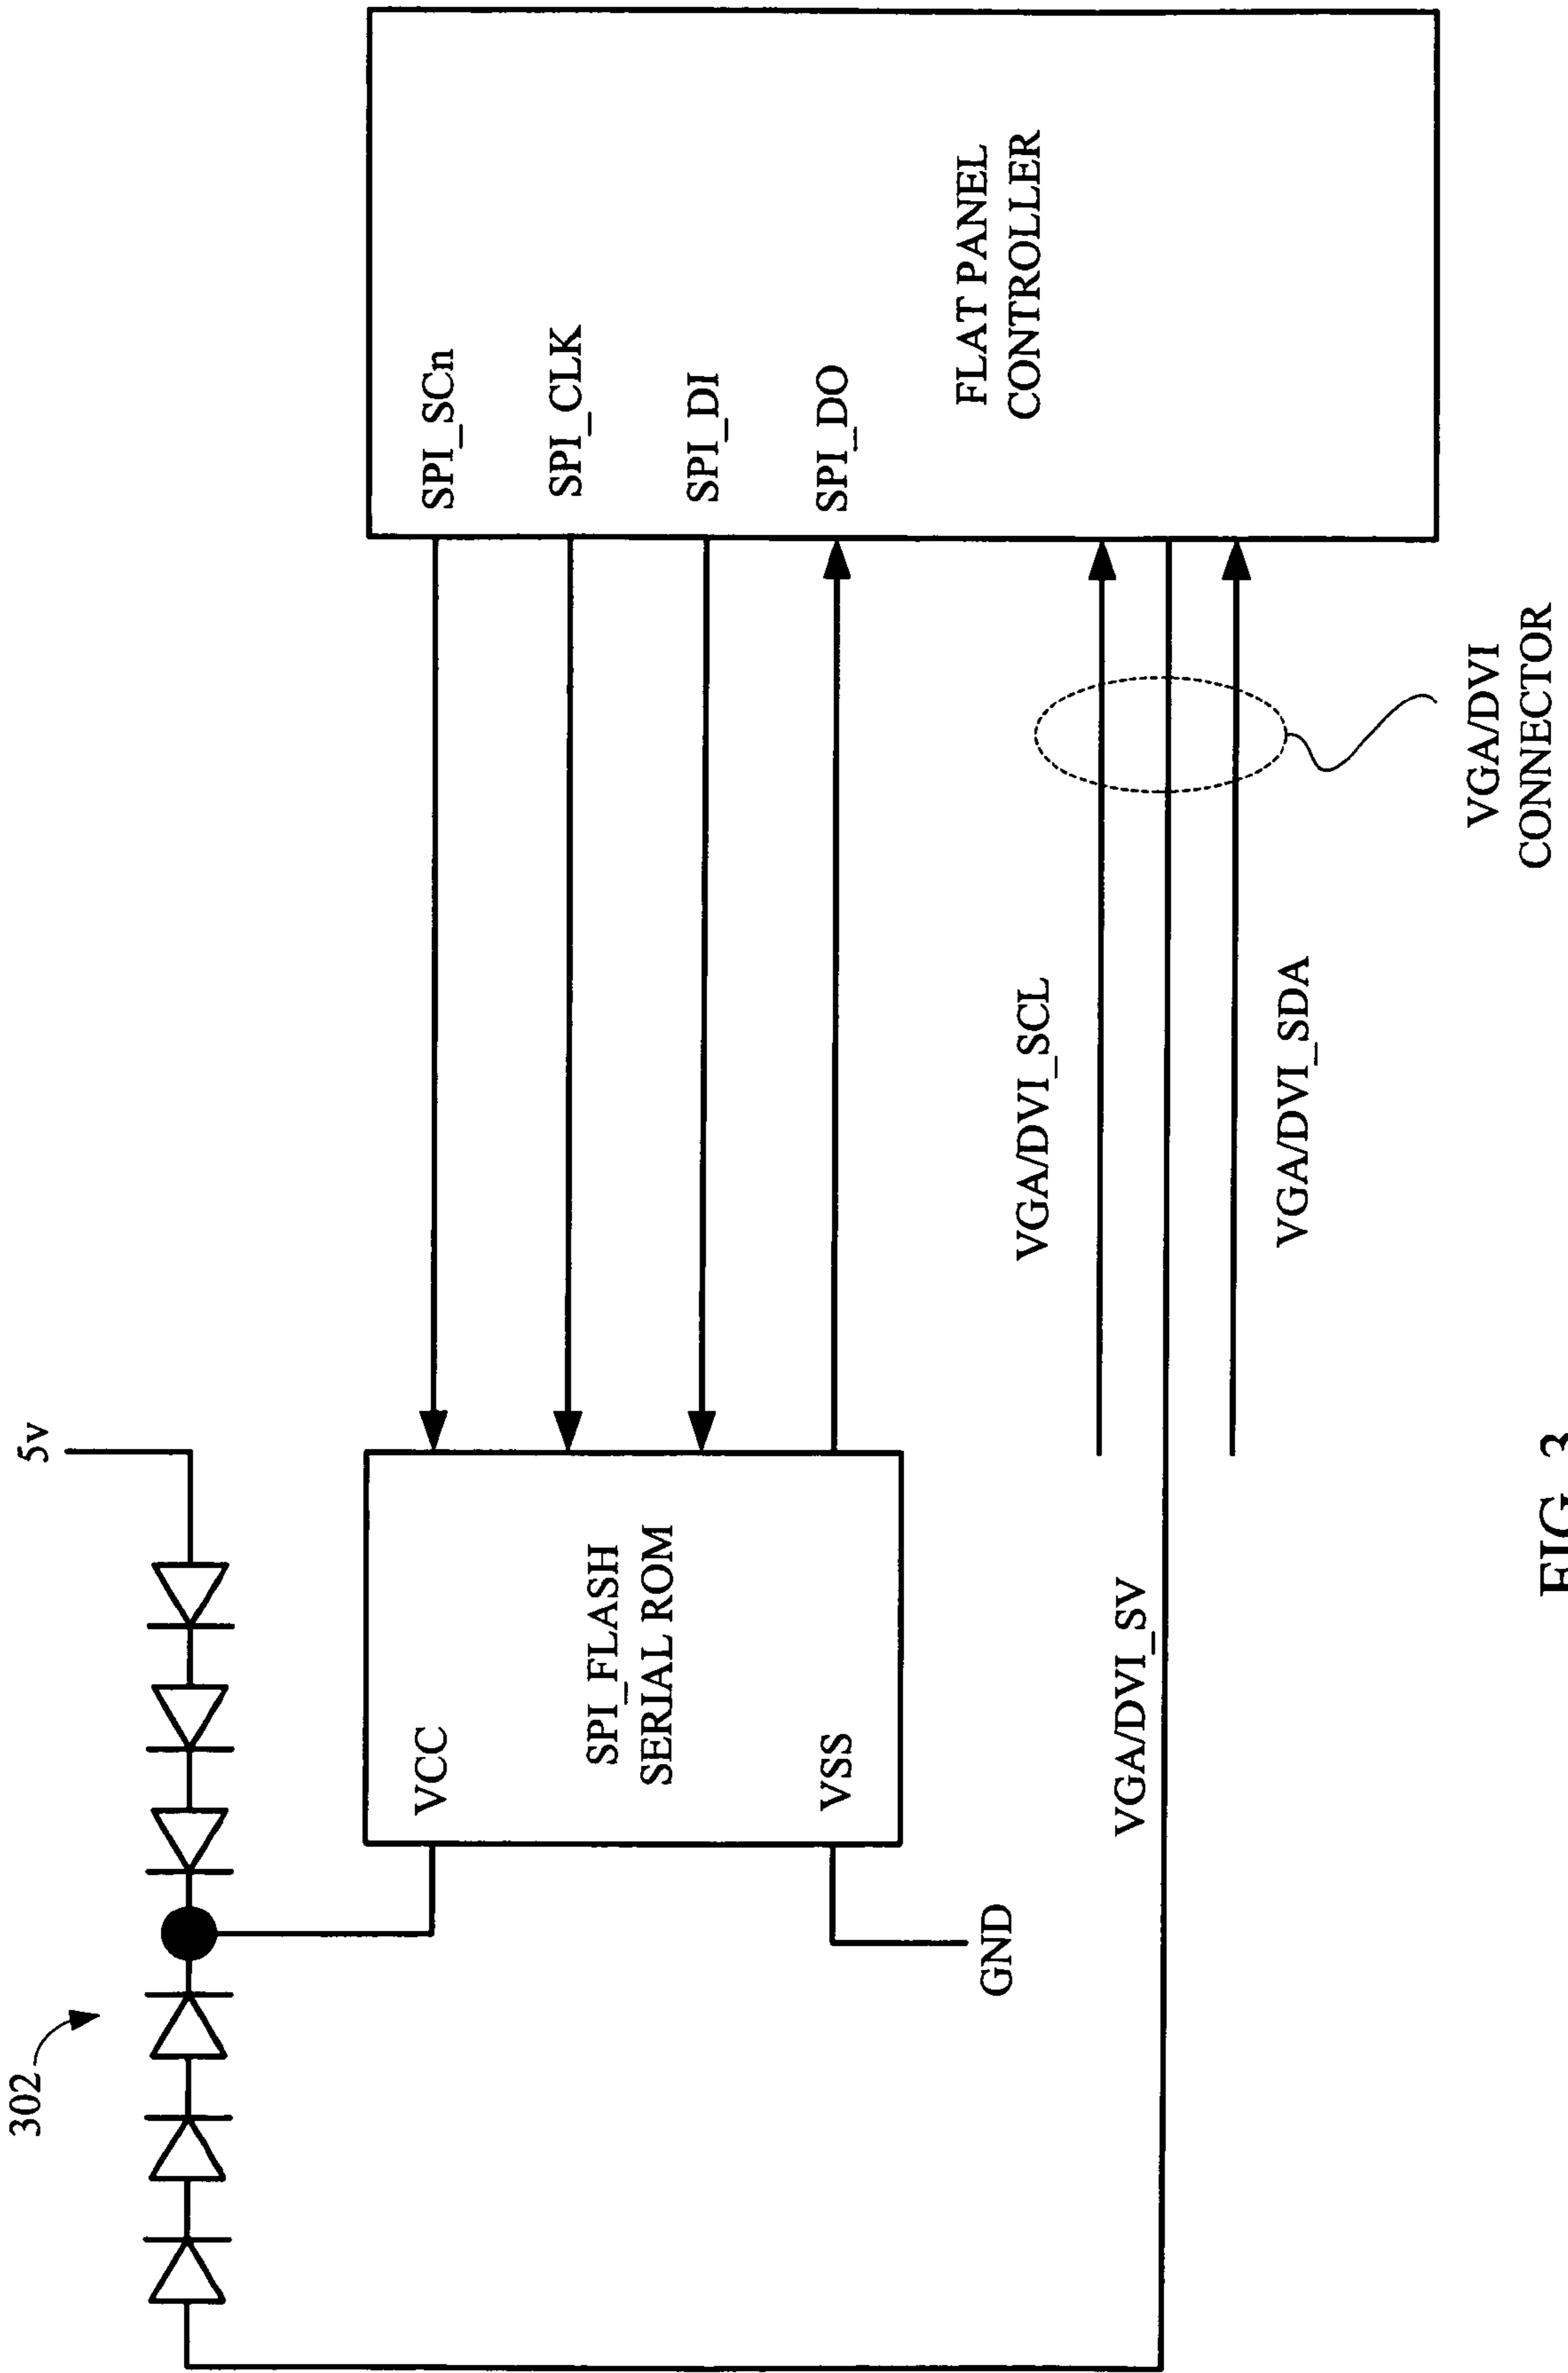 302
5v
VCC
SPI_FLASH
SERIAL ROM
VSS
GND
SPI_SCn
SPI_CLK
SPI_DI
SPI_DO
FLAT PANEL
CONTROLLER
VGA/DVI_SCL
VGA/DVI_SV
VGA/DVI_SDA
VGA/DVI
CONNECTOR
FIG. 3